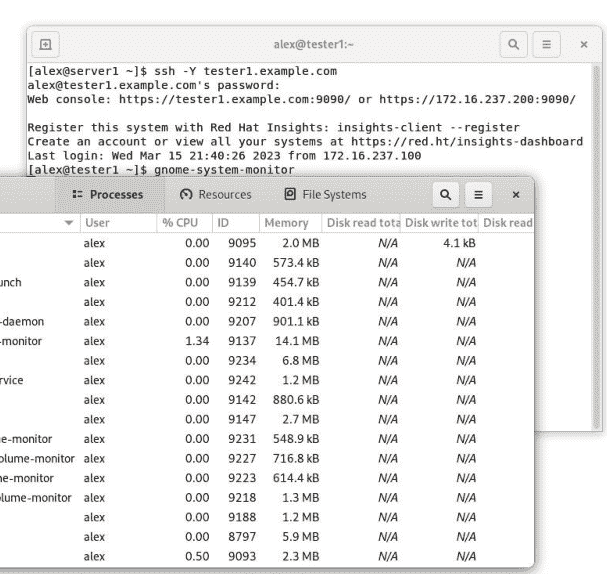 alex@tester1:~
[alex@server1 ~]$ ssh -Y tester1.example.com
alex@tester1.example.com's password:
Web console: https://tester1.example.com:9090/ or https://172.16.237.200:9090/
Register this system with Red Hat Insights: insights-client --register
Create an account or view all your systems at https://red.ht/insights-dashboard
Last login: Wed Mar 15 21:40:26 2023 from 172.16.237.100
[alex@tester1 ~]$ gnome-system-monitor
Processes Resources File Systems
User % CPU ID Memory Disk read tota Disk write tot Disk read
alex 0.00 9095 2.0 MB N/A 4.1 kB
alex 0.00 9140 573.4 kB N/A N/A
unch alex 0.00 9139 454.7 kB N/A N/A
alex 0.00 9212 401.4 kB N/A N/A
-daemon alex 0.00 9207 901.1 kB N/A N/A
-monitor alex 1.34 9137 14.1 MB N/A N/A
alex 0.00 9234 6.8 MB N/A N/A
rvice alex 0.00 9242 1.2 MB N/A N/A
alex 0.00 9142 880.6 kB N/A N/A
alex 0.00 9147 2.7 MB N/A N/A
ne-monitor alex 0.00 9231 548.9 kB N/A N/A
olume-monitor alex 0.00 9227 716.8 kB N/A N/A
ne-monitor alex 0.00 9223 614.4 kB N/A N/A
lume-monitor alex 0.00 9218 1.3 MB N/A N/A
alex 0.00 9188 1.2 MB N/A N/A
alex 0.00 8797 5.9 MB N/A N/A
alex 0.50 9093 2.3 MB N/A N/A